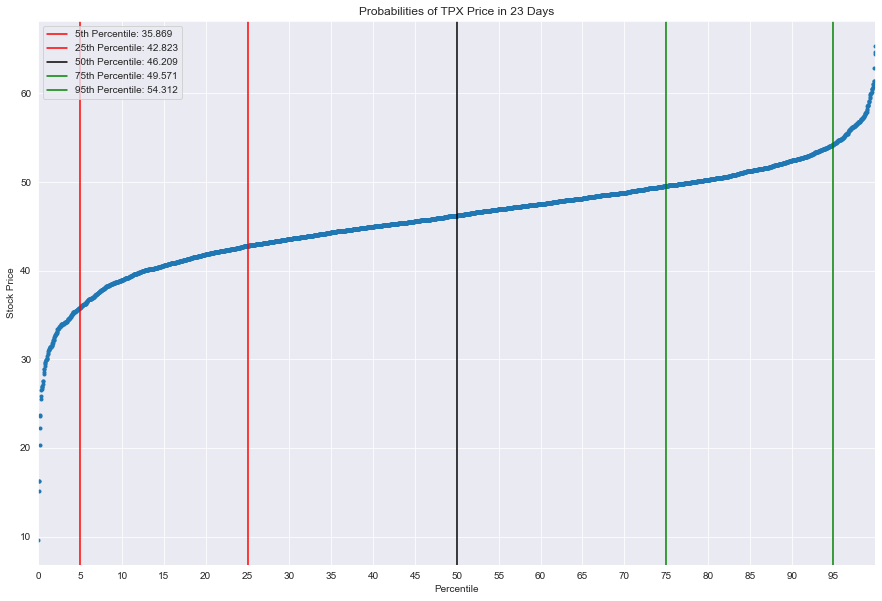 Probabilities of TPX Price in 23 Days
5th Percentile: 35.869
25th Percentile: 42.823
50th Percentile: 46.209
75th Percentile: 49.571
95th Percentile: 54.312
Stock Price
60
50
40
30
20
10
0 5 10 15 20 25 30 35 40 45 50 55 60 65 70 75 80 85 90 95
Percentile